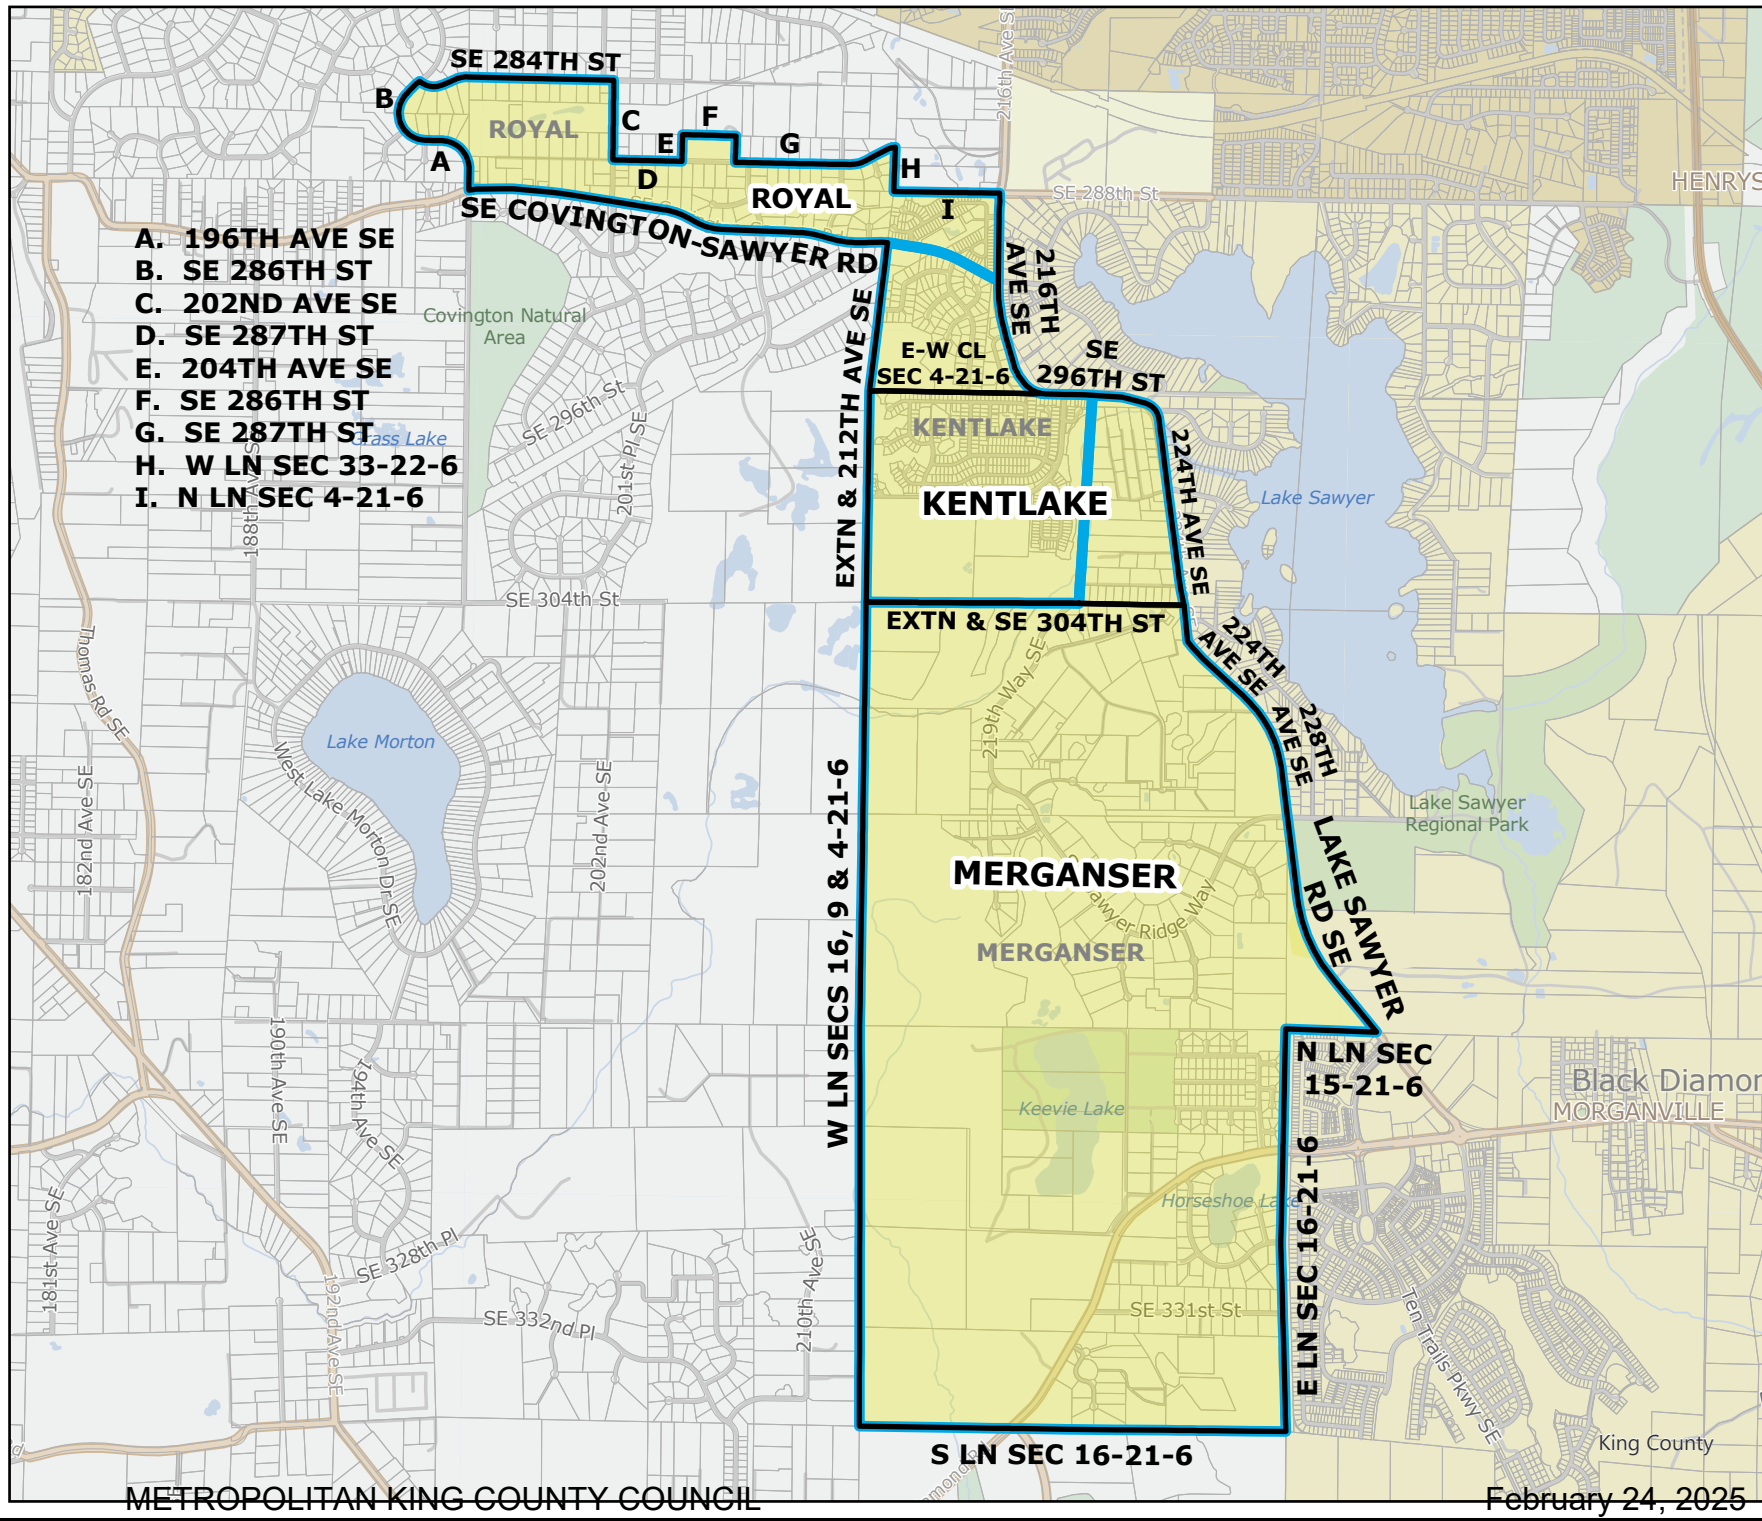 SE 284TH ST
216th Ave SE
B
ROYAL
C
F
E
G
A
D
H
ROYAL
I
SE 288th St
HENRYS
SE COVINGTON-SAWYER RD
A. 196TH AVE SE
B. SE 286TH ST
C. 202ND AVE SE
D. SE 287TH ST
E. 204TH AVE SE
F. SE 286TH ST
G. SE 287TH ST
H. W LN SEC 33-22-6
I. N LN SEC 4-21-6
Covington Natural
Area
216TH
AVE SE
E-W CL
SEC 4-21-6
SE
296TH ST
EXTN & 212TH AVE SE
KENTLAKE
SE 296th St
Grass Lake
201st Pl SE
188th Ave SE
KENTLAKE
224TH AVE SE
Lake Sawyer
SE 304th St
EXTN & SE 304TH ST
224TH
AVE SE
Thomas Rd SE
219th Way SE
228TH
AVE SE
Lake Morton
West Lake Morton Dr SE
182nd Ave SE
202nd Ave SE
W LN SECS 16, 9 & 4-21-6
Lake Sawyer
Regional Park
LAKE SAWYER
RD SE
MERGANSER
Sawyer Ridge Way
MERGANSER
N LN SEC
15-21-6
Black Diamon
MORGANVILLE
190th Ave SE
194th Ave SE
Keevie Lake
Horseshoe Lake
E LN SEC 16-21-6
181st Ave SE
SE 328th Pl
192nd Ave SE
SE 332nd Pl
210th Ave SE
SE 331st St
Ten Trails Pkwy SE
S LN SEC 16-21-6
King County
METROPOLITAN KING COUNTY COUNCIL
February 24, 2025